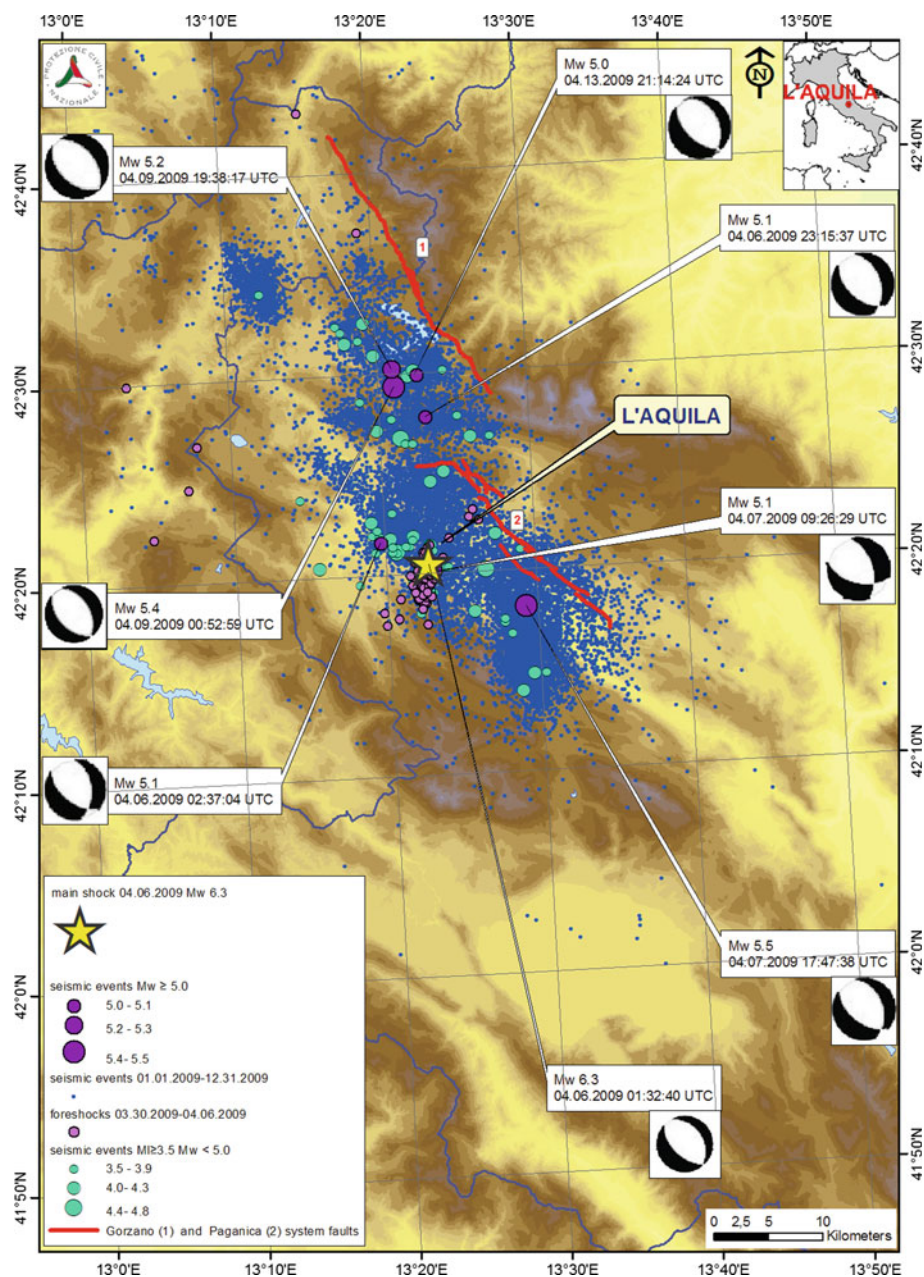 13°0'E 13°10'E 13°20'E 13°30'E 13°40'E 13°50'E
PROTEZIONE CIVILE
NAZIONALE
N
L'AQUILA
Mw 5.0
04.13.2009 21:14:24 UTC
Mw 5.2
04.09.2009 19:38:17 UTC
Mw 5.1
04.06.2009 23:15:37 UTC
1
L'AQUILA
2
Mw 5.1
04.07.2009 09:26:29 UTC
Mw 5.4
04.09.2009 00:52:59 UTC
Mw 5.1
04.06.2009 02:37:04 UTC
Mw 5.5
04.07.2009 17:47:38 UTC
Mw 6.3
04.06.2009 01:32:40 UTC
42°40'N
42°30'N
42°20'N
42°10'N
42°0'N
41°50'N
42°40'N
42°30'N
42°20'N
42°10'N
42°0'N
41°50'N
main shock 04.06.2009 Mw 6.3
seismic events Mw ≥ 5.0
5.0 - 5.1
5.2 - 5.3
5.4 - 5.5
seismic events 01.01.2009-12.31.2009
foreshocks 03.30.2009-04.06.2009
seismic events Ml≥3.5 Mw < 5.0
3.5 - 3.9
4.0 - 4.3
4.4 - 4.8
Gorzano (1) and Paganica (2) system faults
0 2,5 5 10
Kilometers
13°0'E 13°10'E 13°20'E 13°30'E 13°40'E 13°50'E